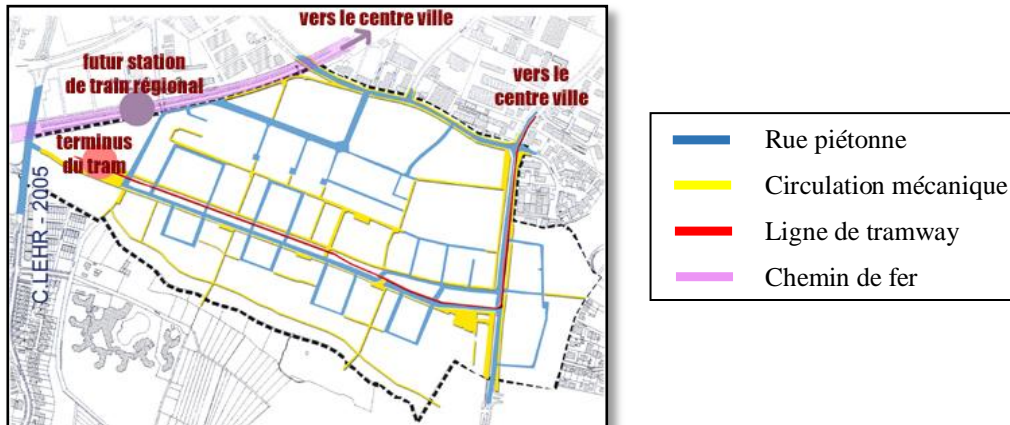 vers le centre ville
futur station
de train régional
vers le
centre ville
terminus
du tram
C.LEHR - 2005
Rue piétonne
Circulation mécanique
Ligne de tramway
Chemin de fer